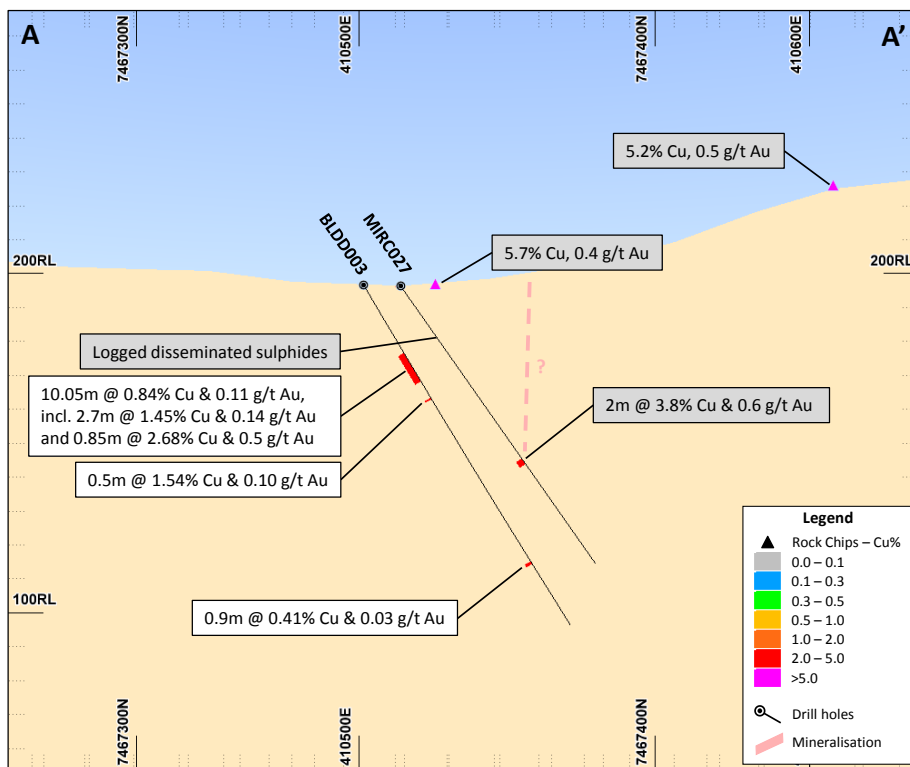 A
A’
7467300N
410500E
7467400N
410600E
5.2% Cu, 0.5 g/t Au
BLDD003
MIRC027
5.7% Cu, 0.4 g/t Au
200RL
200RL
Logged disseminated sulphides
10.05m @ 0.84% Cu & 0.11 g/t Au,
incl. 2.7m @ 1.45% Cu & 0.14 g/t Au
and 0.85m @ 2.68% Cu & 0.5 g/t Au
?
2m @ 3.8% Cu & 0.6 g/t Au
0.5m @ 1.54% Cu & 0.10 g/t Au
0.9m @ 0.41% Cu & 0.03 g/t Au
100RL
Legend
Rock Chips – Cu%
0.0 – 0.1
0.1 – 0.3
0.3 – 0.5
0.5 – 1.0
1.0 – 2.0
2.0 – 5.0
>5.0
Drill holes
Mineralisation
7467300N
410500E
7467400N